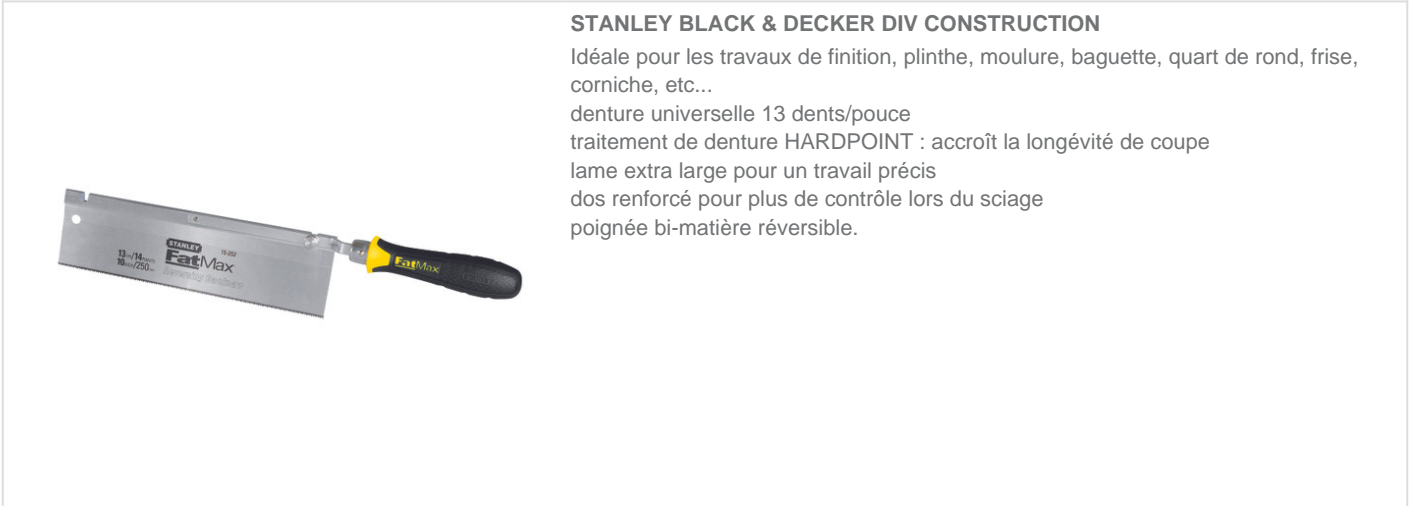 STANLEY BLACK & DECKER DIV CONSTRUCTION
Idéale pour les travaux de finition, plinthe, moulure, baguette, quart de rond, frise,
corniche, etc...
denture universelle 13 dents/pouce
traitement de denture HARDPOINT : accroît la longévité de coupe
lame extra large pour un travail précis
dos renforcé pour plus de contrôle lors du sciage
poignée bi-matière réversible.
STANLEY
FatMax
FatMax